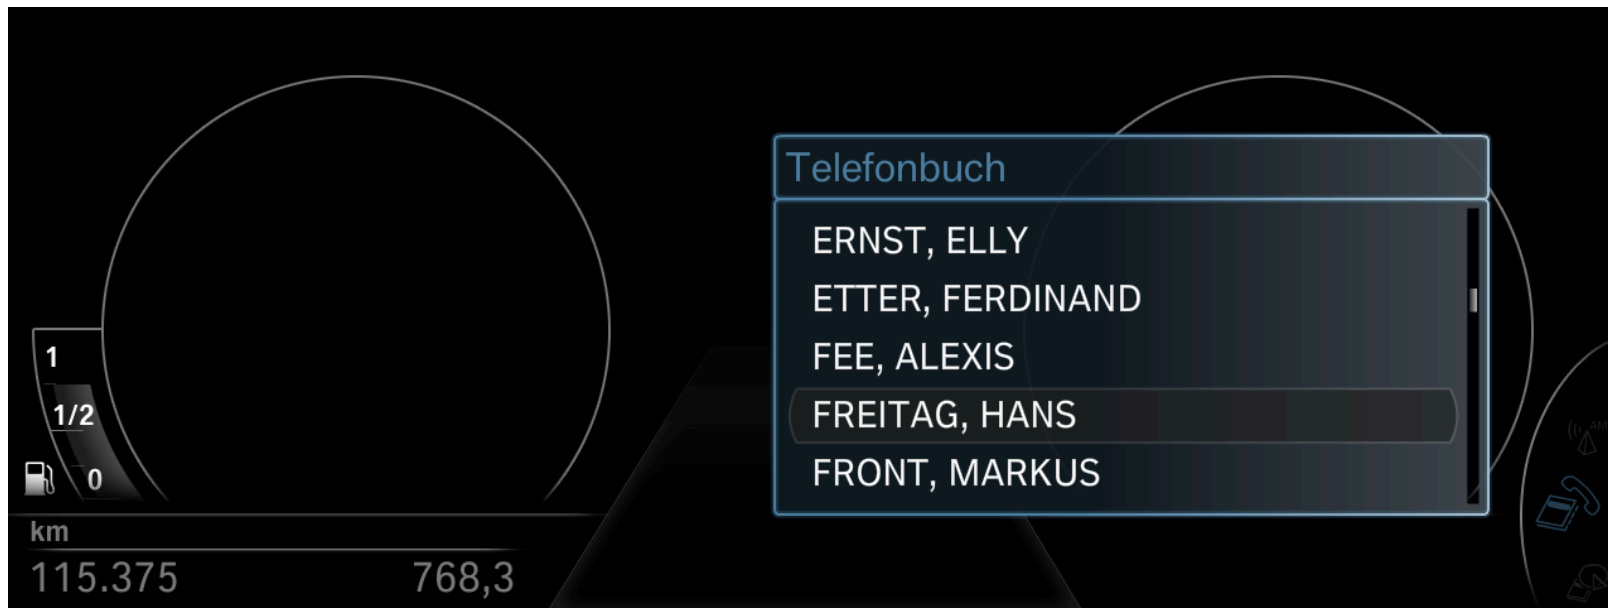 Telefonbuch
ERNST, ELLY
ETTER, FERDINAND
FEE, ALEXIS
FREITAG, HANS
FRONT, MARKUS
1
1/2
0
km
115.375 768,3
AM